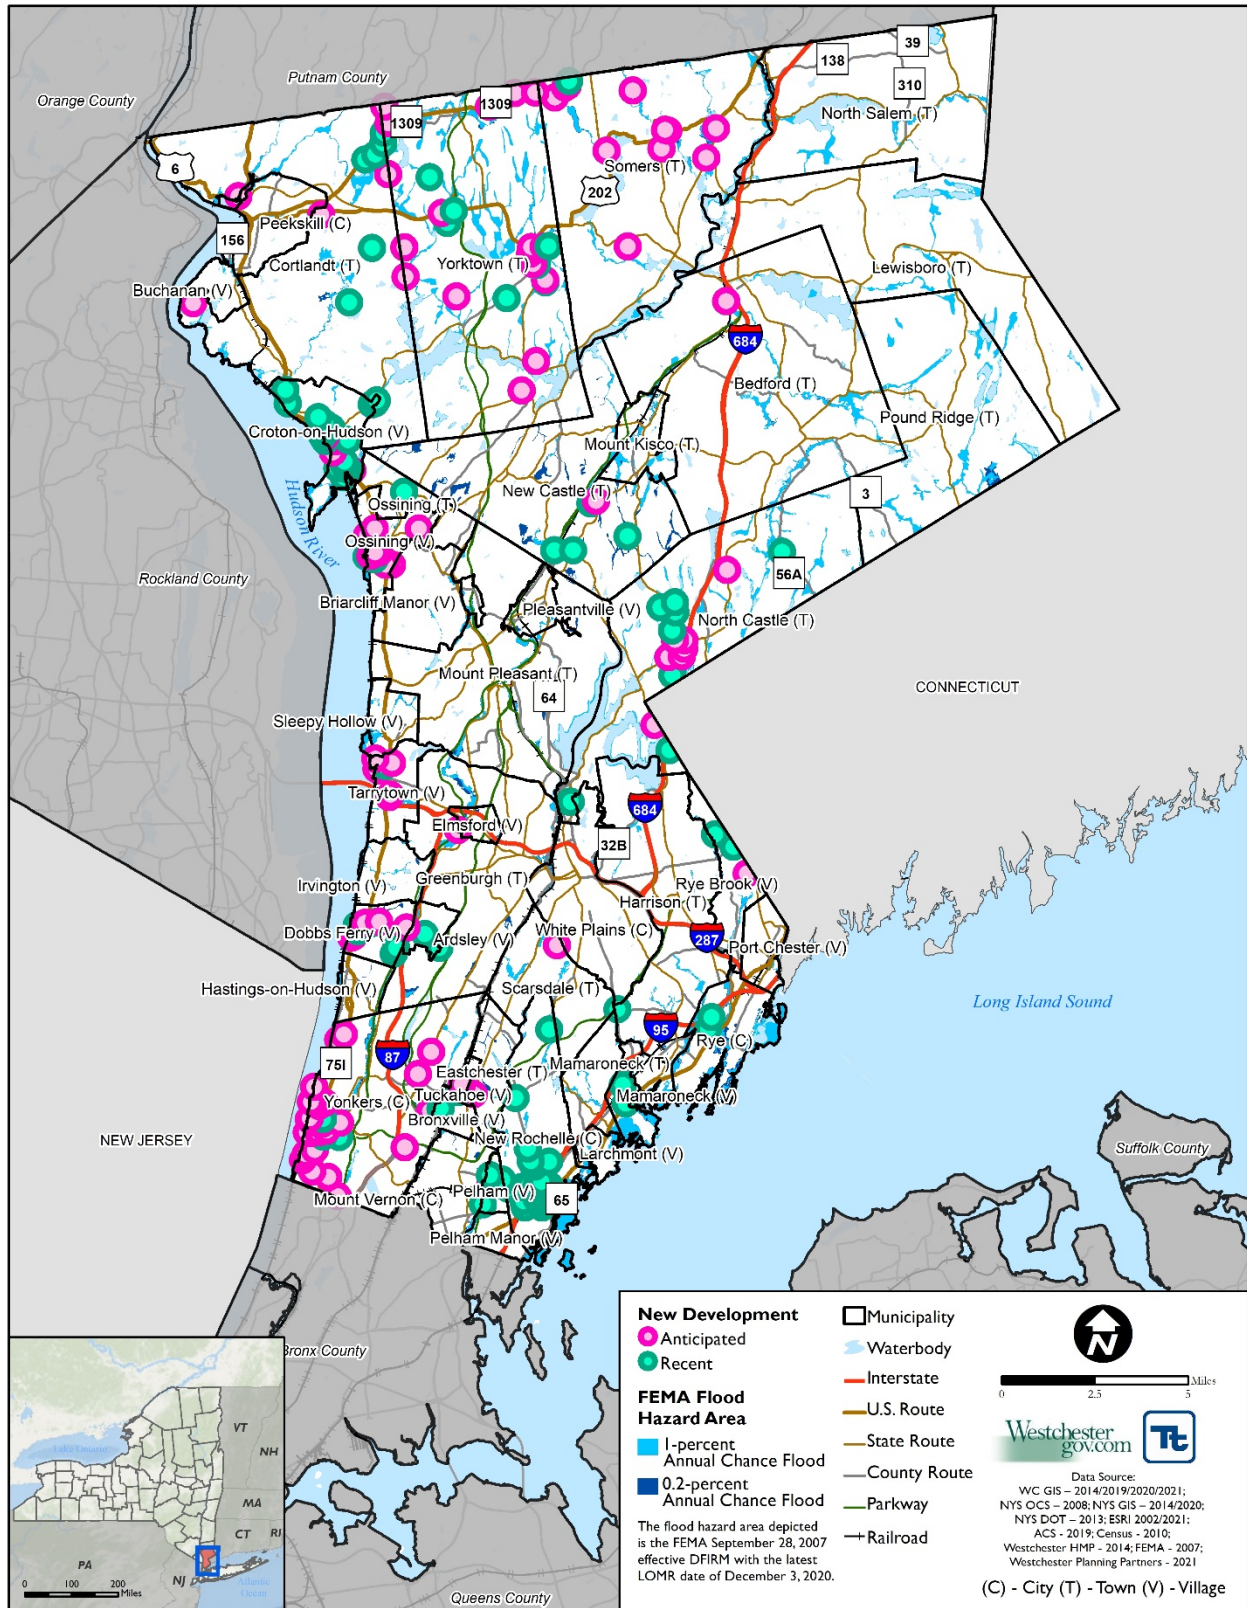 Putnam County
Orange County
39
138
310
North Salem (T)
1309
1309
6
Somers (T)
202
Peekskill (C)
156
Cortlandt (T)
Yorktown (T)
Lewisboro (T)
Buchanan (V)
684
Bedford (T)
Pound Ridge (T)
Croton-on-Hudson (V)
Mount Kisco (T)
3
New Castle (T)
Ossining (T)
Hudson River
Ossining (V)
Rockland County
56A
Briarcliff Manor (V)
Pleasantville (V)
North Castle (T)
Mount Pleasant (T)
CONNECTICUT
64
Sleepy Hollow (V)
Tarrytown (V)
684
Elmsford (V)
32B
Greenburgh (T)
Irvington (V)
Rye Brook (V)
Harrison (T)
Dobbs Ferry (V)
Ardsley (V)
White Plains (C)
287
Port Chester (V)
Hastings-on-Hudson (V)
Scarsdale (T)
Long Island Sound
95
Rye (C)
75I
87
Eastchester (T)
Mamaroneck (T)
Yonkers (C)
Tuckahoe (V)
Mamaroneck (V)
Bronxville (V)
NEW JERSEY
New Rochelle (C)
Larchmont (V)
Suffolk County
Mount Vernon (C)
Pelham (V)
65
Pelham Manor (V)
Bronx County
Queens County
New Development
Anticipated
Recent
FEMA Flood
Hazard Area
1-percent
Annual Chance Flood
0.2-percent
Annual Chance Flood
The flood hazard area depicted
is the FEMA September 28, 2007
effective DFIRM with the latest
LOMR date of December 3, 2020.
Municipality
Waterbody
Interstate
U.S. Route
State Route
County Route
Parkway
Railroad
N
Miles
0 2.5 5
Westchester
gov.com
Tt
Data Source:
WC GIS – 2014/2019/2020/2021;
NYS OCS – 2008; NYS GIS – 2014/2020;
NYS DOT – 2013; ESRI 2002/2021;
ACS - 2019; Census - 2010;
Westchester HMP - 2014; FEMA - 2007;
Westchester Planning Partners - 2021
(C) - City (T) - Town (V) - Village
Lake Ontario
VT
NH
MA
CT
RI
PA
NJ
Atlantic
Ocean
0 100 200
Miles